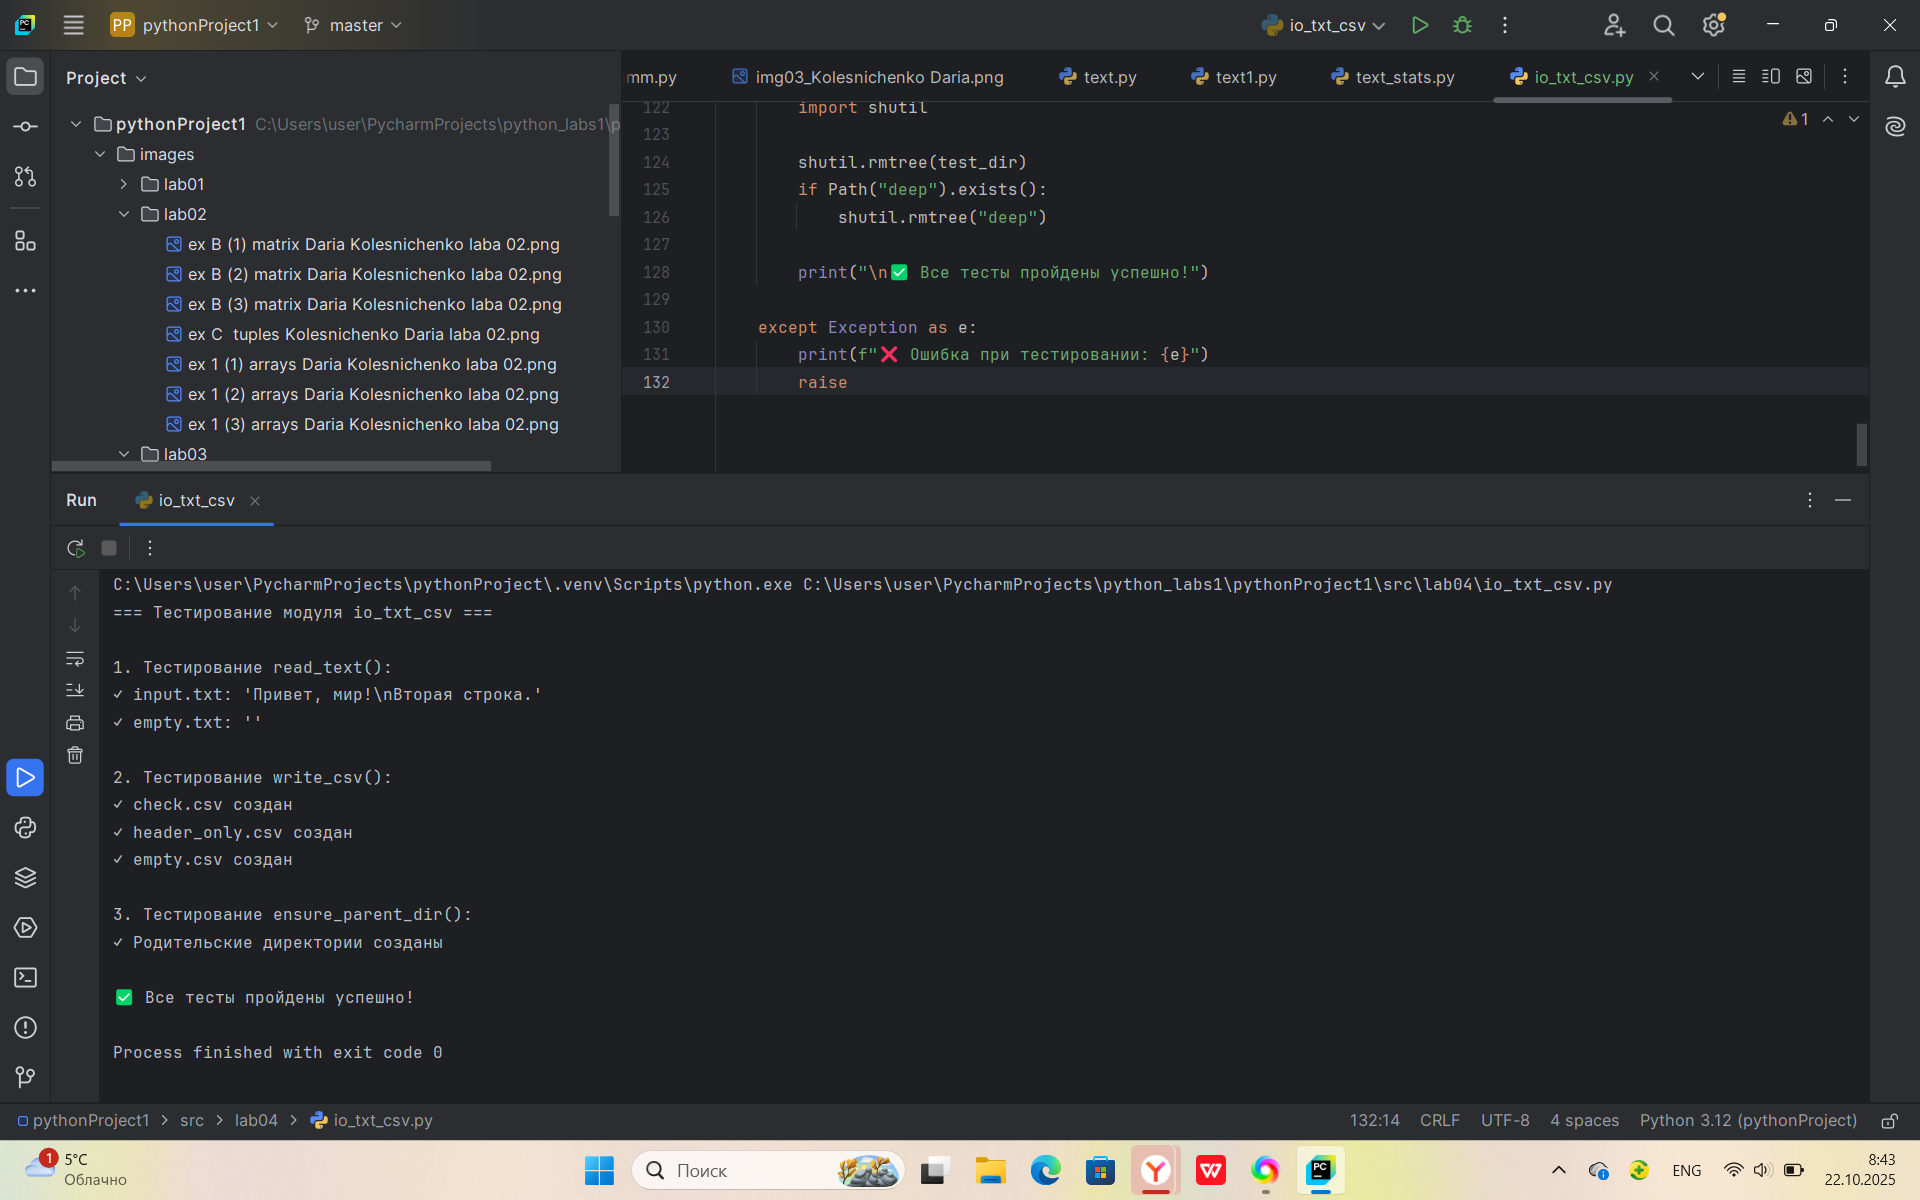 PP pythonProject1 master io_txt_csv
Project
pythonProject1 C:\Users\user\PycharmProjects\python_labs1\p
images
lab01
lab02
ex B (1) matrix Daria Kolesnichenko laba 02.png
ex B (2) matrix Daria Kolesnichenko laba 02.png
ex B (3) matrix Daria Kolesnichenko laba 02.png
ex C  tuples Kolesnichenko Daria laba 02.png
ex 1 (1) arrays Daria Kolesnichenko laba 02.png
ex 1 (2) arrays Daria Kolesnichenko laba 02.png
ex 1 (3) arrays Daria Kolesnichenko laba 02.png
lab03
mm.py img03_Kolesnichenko Daria.png text.py text1.py text_stats.py io_txt_csv.py
1
122 import shutil
123
124 shutil.rmtree(test_dir)
125 if Path("deep").exists():
126 shutil.rmtree("deep")
127
128 print("\n✅ Все тесты пройдены успешно!")
129
130 except Exception as e:
131 print(f"❌ Ошибка при тестировании: {e}")
132 raise
Run io_txt_csv
C:\Users\user\PycharmProjects\pythonProject\.venv\Scripts\python.exe C:\Users\user\PycharmProjects\python_labs1\pythonProject1\src\lab04\io_txt_csv.py
=== Тестирование модуля io_txt_csv ===
1. Тестирование read_text():
✓ input.txt: 'Привет, мир!\nВторая строка.'
✓ empty.txt: ''
2. Тестирование write_csv():
✓ check.csv создан
✓ header_only.csv создан
✓ empty.csv создан
3. Тестирование ensure_parent_dir():
✓ Родительские директории созданы
✅ Все тесты пройдены успешно!
Process finished with exit code 0
pythonProject1 > src > lab04 > io_txt_csv.py
132:14 CRLF UTF-8 4 spaces Python 3.12 (pythonProject)
1
5°C
Облачно
Поиск
PC
ENG
8:43
22.10.2025